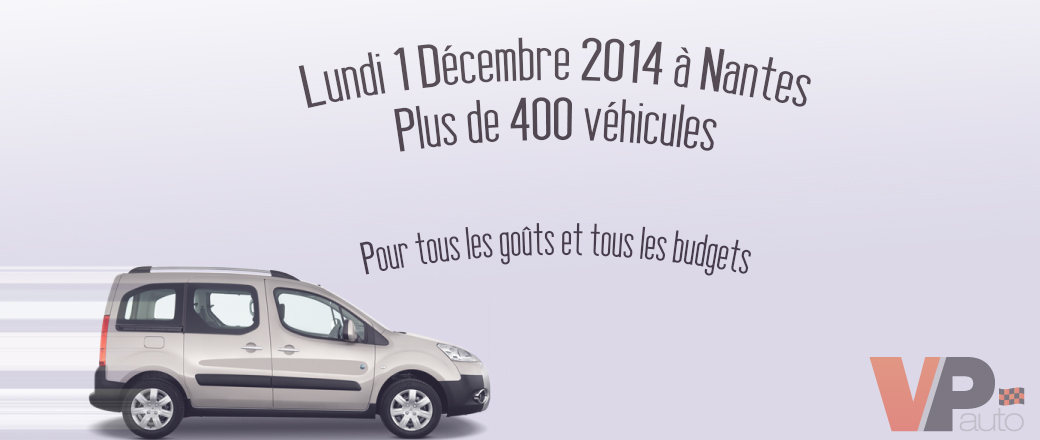 Lundi 1 Décembre 2014 à Nantes
Plus de 400 véhicules
Pour tous les goûts et tous les budgets
VP
auto